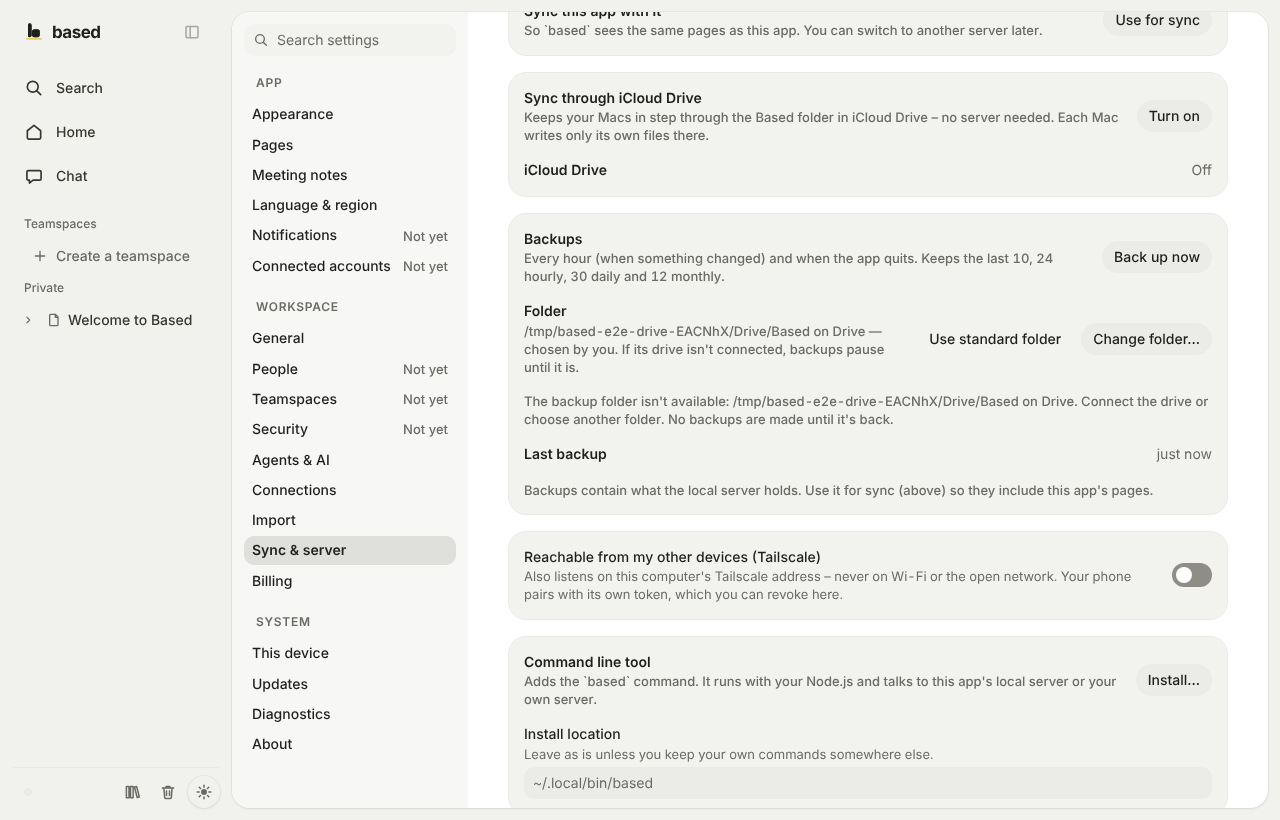 based
Search
Home
Chat
Teamspaces
Create a teamspace
Private
Welcome to Based
Search settings
APP
Appearance
Pages
Meeting notes
Language & region
Notifications Not yet
Connected accounts Not yet
WORKSPACE
General
People Not yet
Teamspaces Not yet
Security Not yet
Agents & AI
Connections
Import
Sync & server
Billing
SYSTEM
This device
Updates
Diagnostics
About
Sync this app with it
So `based` sees the same pages as this app. You can switch to another server later.
Use for sync
Sync through iCloud Drive
Keeps your Macs in step through the Based folder in iCloud Drive – no server needed. Each Mac
writes only its own files there.
Turn on
iCloud Drive Off
Backups
Every hour (when something changed) and when the app quits. Keeps the last 10, 24
hourly, 30 daily and 12 monthly.
Back up now
Folder
/tmp/based-e2e-drive-EACNhX/Drive/Based on Drive —
chosen by you. If its drive isn't connected, backups pause
until it is.
Use standard folder Change folder...
The backup folder isn't available: /tmp/based-e2e-drive-EACNhX/Drive/Based on Drive. Connect the drive or
choose another folder. No backups are made until it's back.
Last backup just now
Backups contain what the local server holds. Use it for sync (above) so they include this app's pages.
Reachable from my other devices (Tailscale)
Also listens on this computer's Tailscale address – never on Wi-Fi or the open network. Your phone
pairs with its own token, which you can revoke here.
Command line tool
Adds the `based` command. It runs with your Node.js and talks to this app's local server or your
own server.
Install...
Install location
Leave as is unless you keep your own commands somewhere else.
~/.local/bin/based